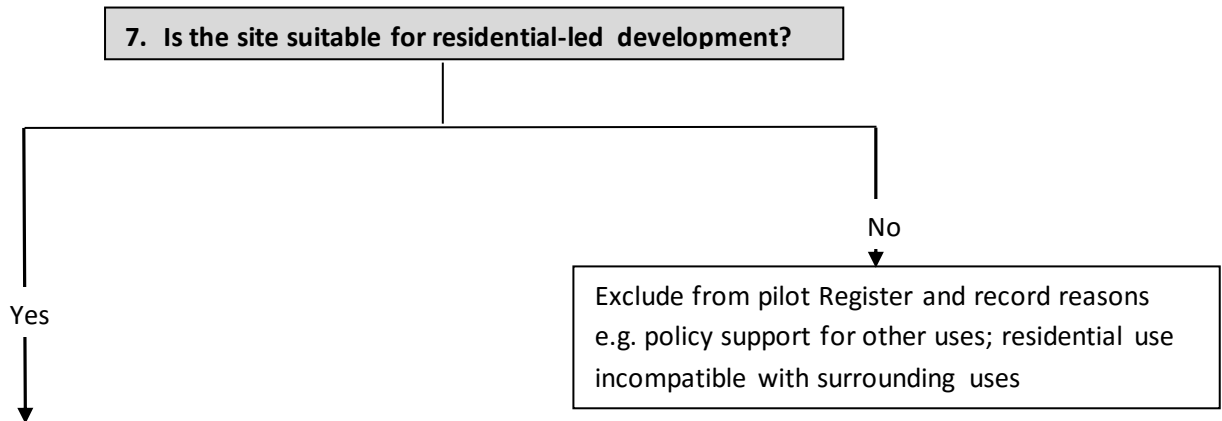 7. Is the site suitable for residential-led development?
No
Yes
Exclude from pilot Register and record reasons
e.g. policy support for other uses; residential use
incompatible with surrounding uses